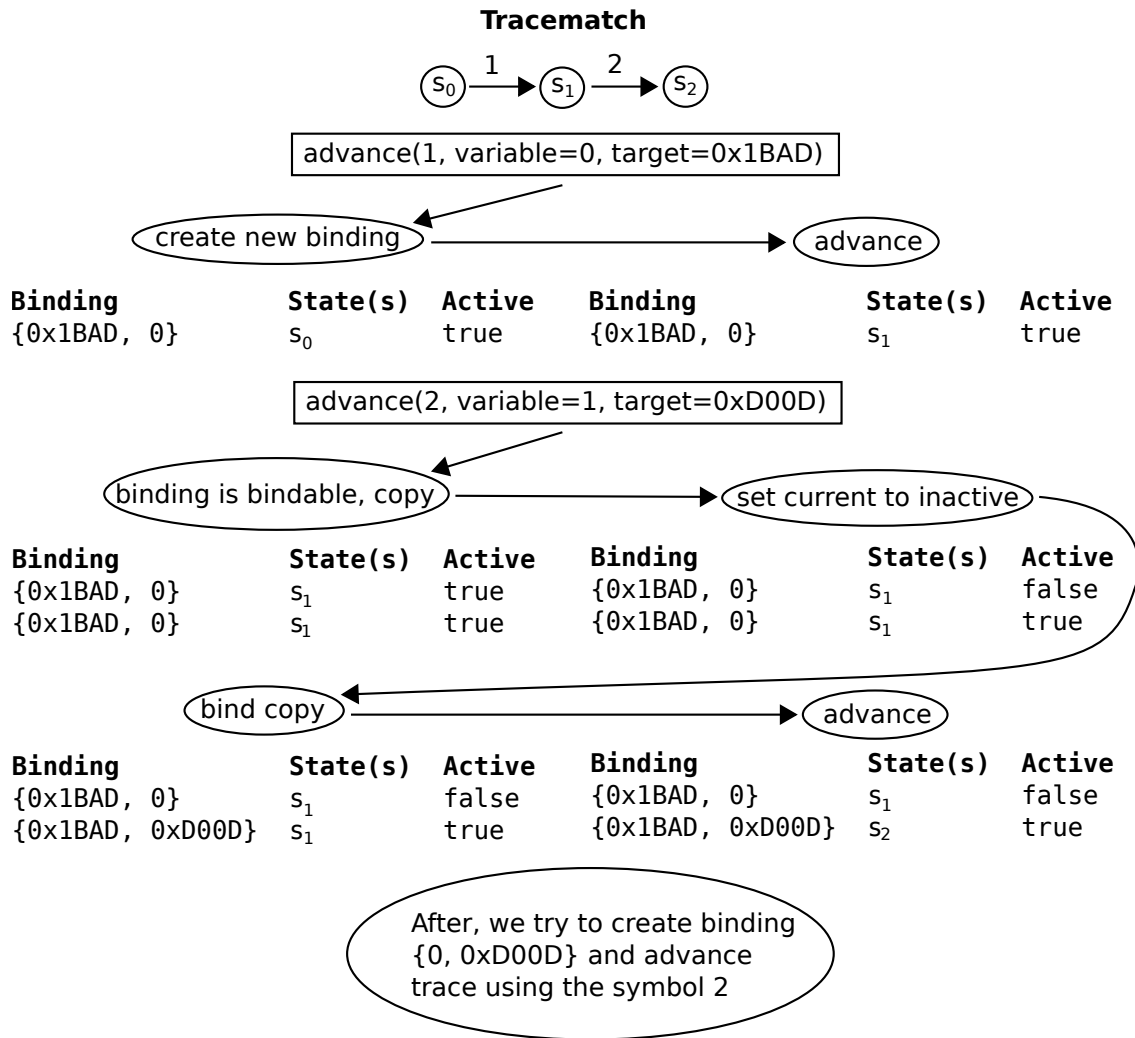 Tracematch
1 2
s0 s1 s2
advance(1, variable=0, target=0x1BAD)
create new binding advance
Binding State(s) Active Binding State(s) Active
{0x1BAD, 0} s0 true {0x1BAD, 0} s1 true
advance(2, variable=1, target=0xD00D)
binding is bindable, copy set current to inactive
Binding State(s) Active Binding State(s) Active
{0x1BAD, 0} s1 true {0x1BAD, 0} s1 false
{0x1BAD, 0} s1 true {0x1BAD, 0} s1 true
bind copy advance
Binding State(s) Active Binding State(s) Active
{0x1BAD, 0} s1 false {0x1BAD, 0} s1 false
{0x1BAD, 0xD00D} s1 true {0x1BAD, 0xD00D} s2 true
After, we try to create binding
{0, 0xD00D} and advance
trace using the symbol 2